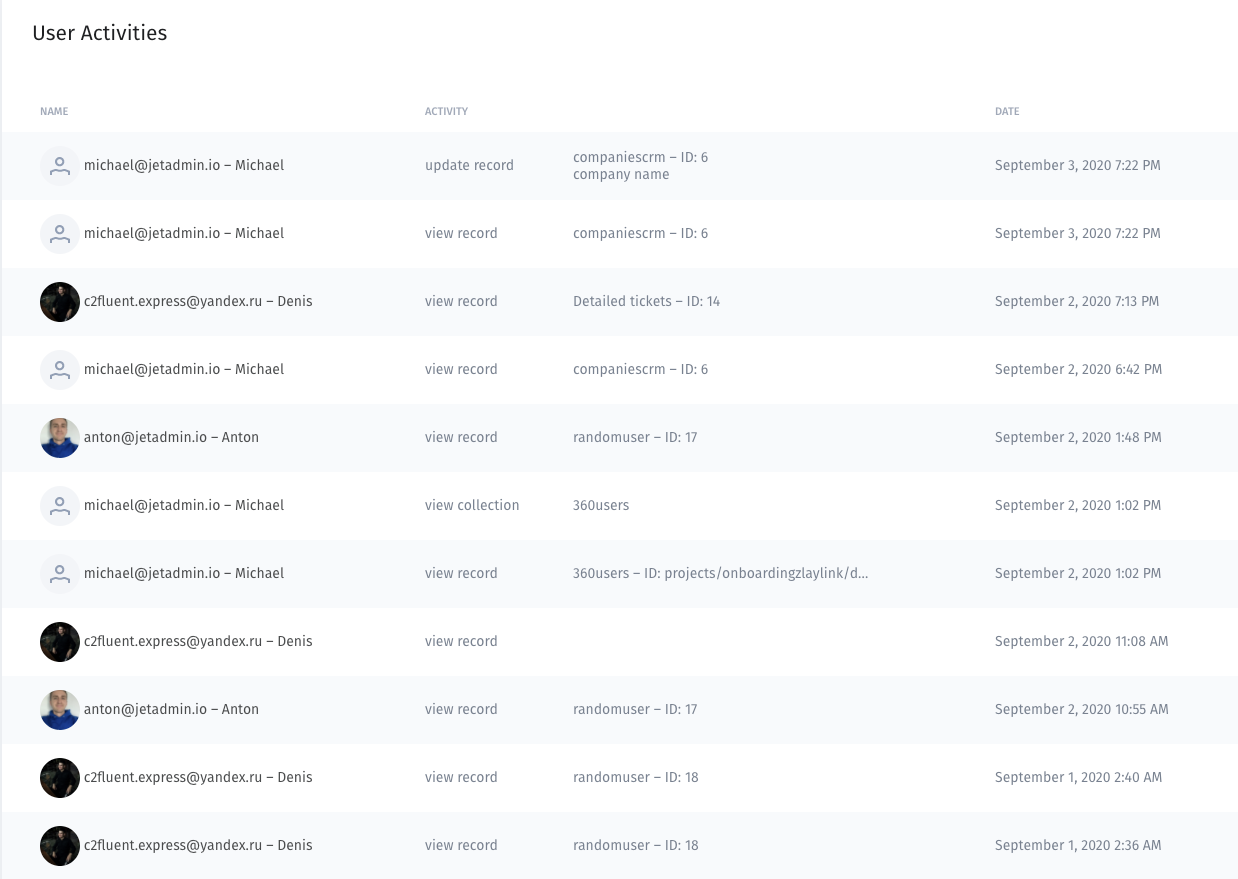 User Activities
NAME ACTIVITY DATE
michael@jetadmin.io – Michael update record companiescrm – ID: 6 September 3, 2020 7:22 PM
company name
michael@jetadmin.io – Michael view record companiescrm – ID: 6 September 3, 2020 7:22 PM
c2fluent.express@yandex.ru – Denis view record Detailed tickets – ID: 14 September 2, 2020 7:13 PM
michael@jetadmin.io – Michael view record companiescrm – ID: 6 September 2, 2020 6:42 PM
anton@jetadmin.io – Anton view record randomuser – ID: 17 September 2, 2020 1:48 PM
michael@jetadmin.io – Michael view collection 360users September 2, 2020 1:02 PM
michael@jetadmin.io – Michael view record 360users – ID: projects/onboardingzlaylink/d... September 2, 2020 1:02 PM
c2fluent.express@yandex.ru – Denis view record September 2, 2020 11:08 AM
anton@jetadmin.io – Anton view record randomuser – ID: 17 September 2, 2020 10:55 AM
c2fluent.express@yandex.ru – Denis view record randomuser – ID: 18 September 1, 2020 2:40 AM
c2fluent.express@yandex.ru – Denis view record randomuser – ID: 18 September 1, 2020 2:36 AM